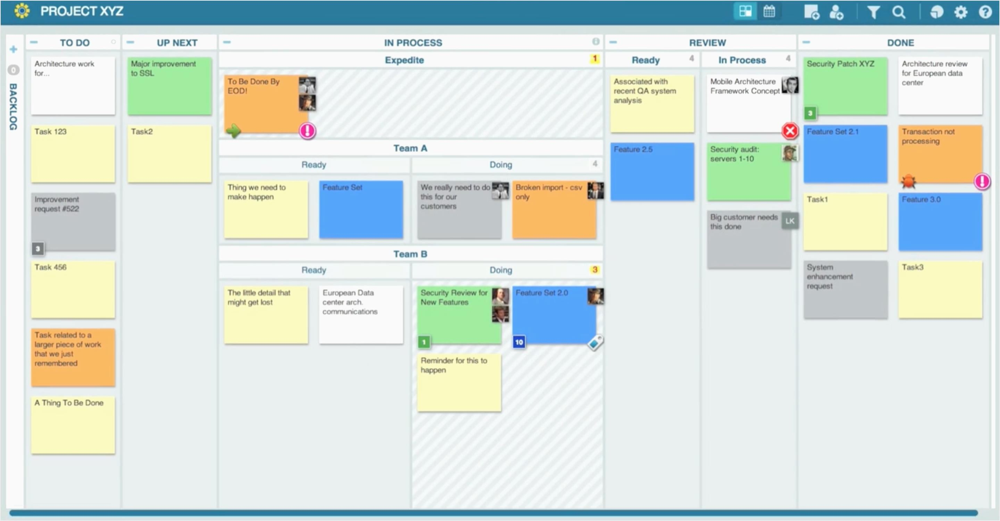 PROJECT XYZ
0
BACKLOG
TO DO
Architecture work
for...
Task 123
Improvement
request #522
3
Task 456
Task related to a
larger piece of work
that we just
remembered
A Thing To Be Done
UP NEXT
Major improvement
to SSL
Task2
IN PROCESS
Expedite
1
To Be Done By
EOD!
Team A
Ready
Thing we need to
make happen
Feature Set
Doing
4
We really need to do
this for our
customers
Broken import - csv
only
Team B
Ready
The little detail that
might get lost
European Data
center arch.
communications
Doing
3
Security Review for
New Features
1
Feature Set 2.0
10
Reminder for this to
happen
REVIEW
Ready
4
Associated with
recent QA system
analysis
Feature 2.5
In Process
4
Mobile Architecture
Framework Concept
Security audit:
servers 1-10
Big customer needs
this done
LK
DONE
Security Patch XYZ
3
Architecture review
for European data
center
Feature Set 2.1
Transaction not
processing
Task1
Feature 3.0
System
enhancement
request
Task3